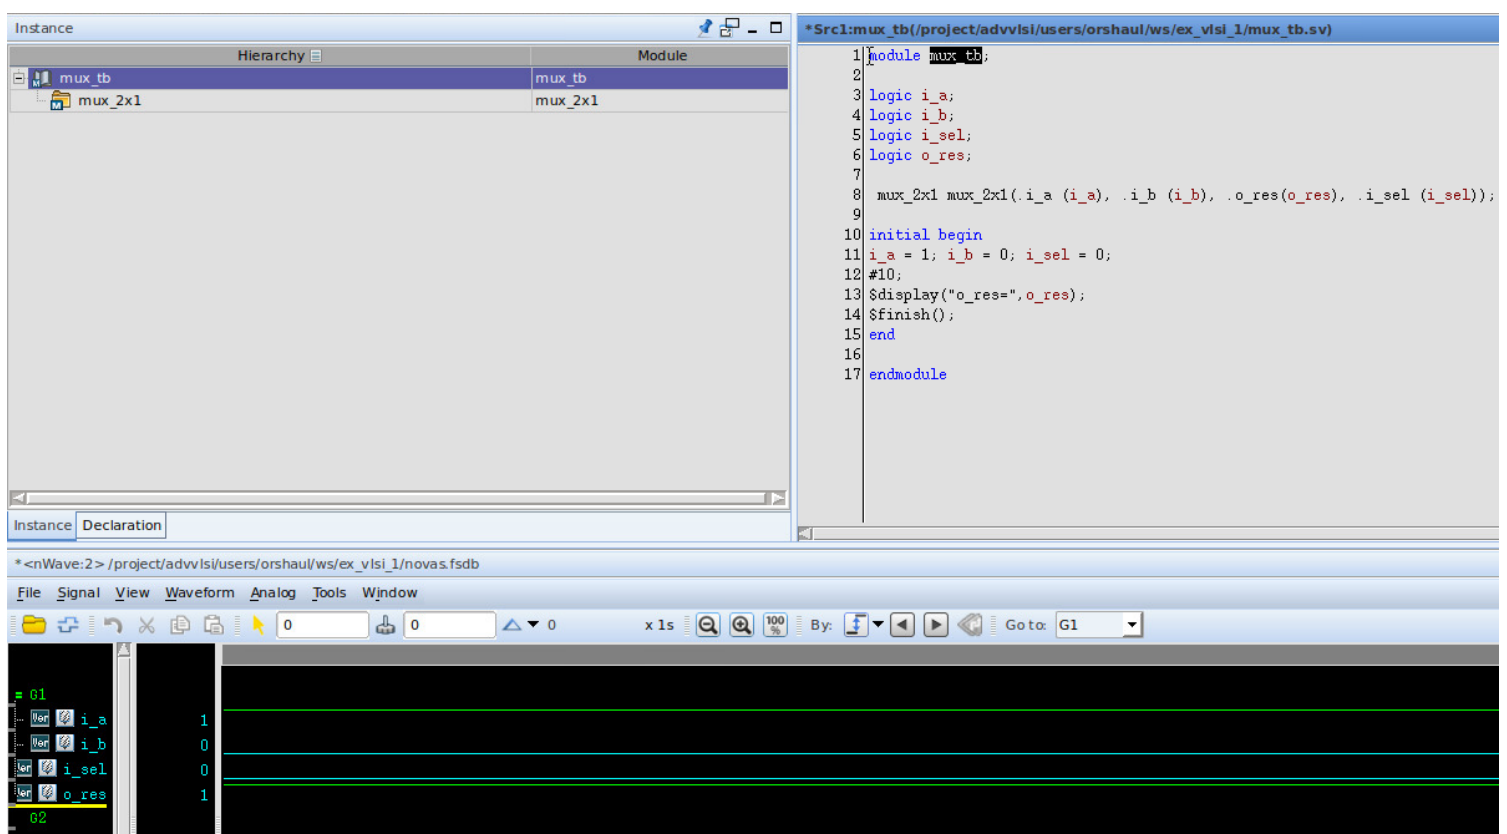 Instance
Hierarchy Module
mux_tb mux_tb
mux_2x1 mux_2x1
Instance Declaration
*Src1:mux_tb(/project/advvlsi/users/orshaul/ws/ex_vlsi_1/mux_tb.sv)
1 module mux_tb;
2
3 logic i_a;
4 logic i_b;
5 logic i_sel;
6 logic o_res;
7
8 mux_2x1 mux_2x1(.i_a (i_a), .i_b (i_b), .o_res(o_res), .i_sel (i_sel));
9
10 initial begin
11 i_a = 1; i_b = 0; i_sel = 0;
12 #10;
13 $display("o_res=",o_res);
14 $finish();
15 end
16
17 endmodule
*<nWave:2> /project/advvlsi/users/orshaul/ws/ex_vlsi_1/novas.fsdb
File Signal View Waveform Analog Tools Window
0 0 0 x 1s 100 % By: Go to: G1
= G1
Ver i_a 1
Ver i_b 0
er i_sel 0
er o_res 1
G2